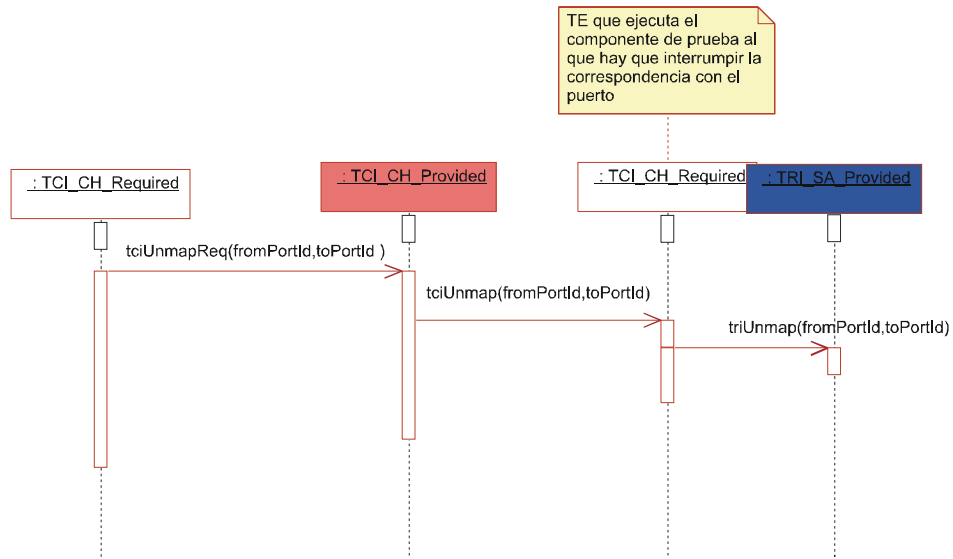 TE que ejecuta el
componente de prueba al
que hay que interrumpir la
correspondencia con el
puerto
: TCI_CH_Required
: TCI_CH_Provided
: TCI_CH_Required
: TRI_SA_Provided
tciUnmapReq(fromPortId,toPortId )
tciUnmap(fromPortId,toPortId)
triUnmap(fromPortId,toPortId)